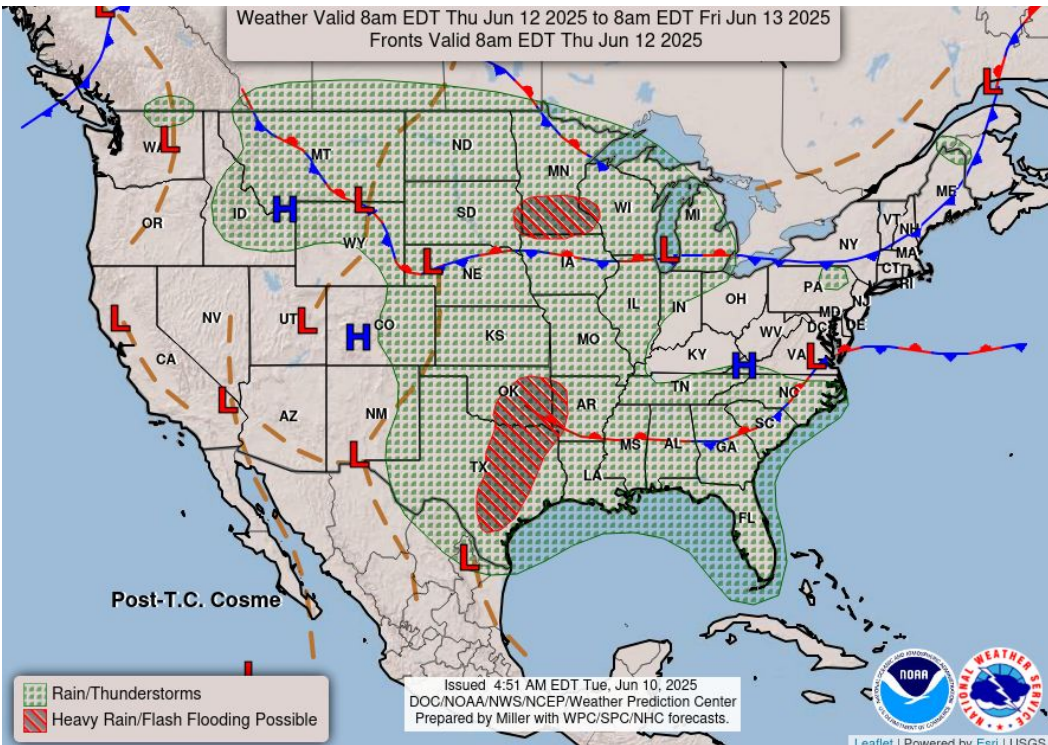 Weather Valid 8am EDT Thu Jun 12 2025 to 8am EDT Fri Jun 13 2025
Fronts Valid 8am EDT Thu Jun 12 2025
L
L
WA
L
MT
ND
MN
ME
OR
ID
H
L
SD
WI
MI
VT
NH
WY
L
NE
IA
L
NY
MA
CT
RI
L
NV
UT
L
H
CO
KS
MO
IL
IN
OH
PA
NJ
MD
DE
DC
WV
CA
KY
H
VA
L
L
AZ
NM
OK
AR
TN
NC
SC
L
TX
MS
AL
GA
LA
L
FL
Post-T.C. Cosme
L
Rain/Thunderstorms
Heavy Rain/Flash Flooding Possible
Issued 4:51 AM EDT Tue, Jun 10, 2025
DOC/NOAA/NWS/NCEP/Weather Prediction Center
Prepared by Miller with WPC/SPC/NHC forecasts.
NOAA
NATIONAL WEATHER SERVICE
Leaflet | Powered by Esri | USGS